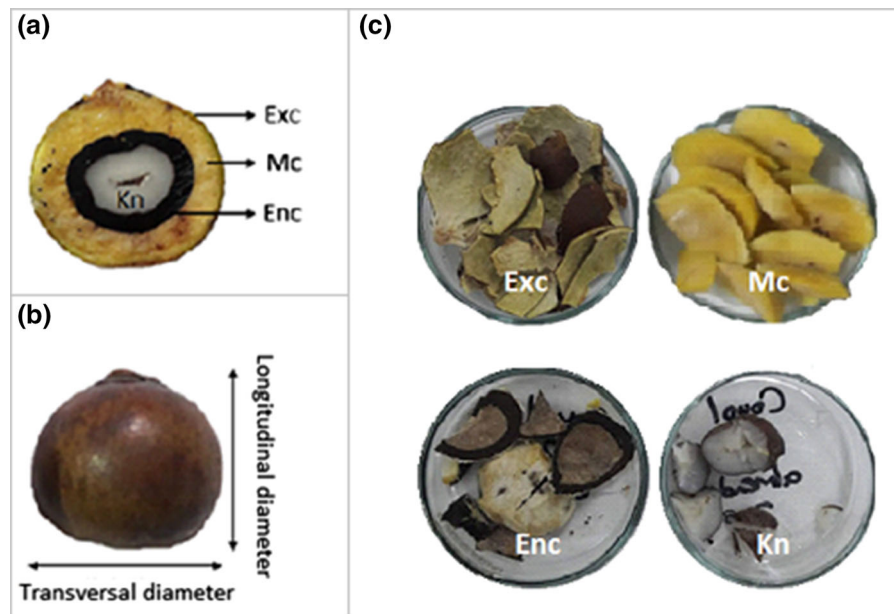 (a)
Exc
Mc
Kn
Enc
(b)
Longitudinal diameter
Transversal diameter
(c)
Exc
Mc
Enc
Kn